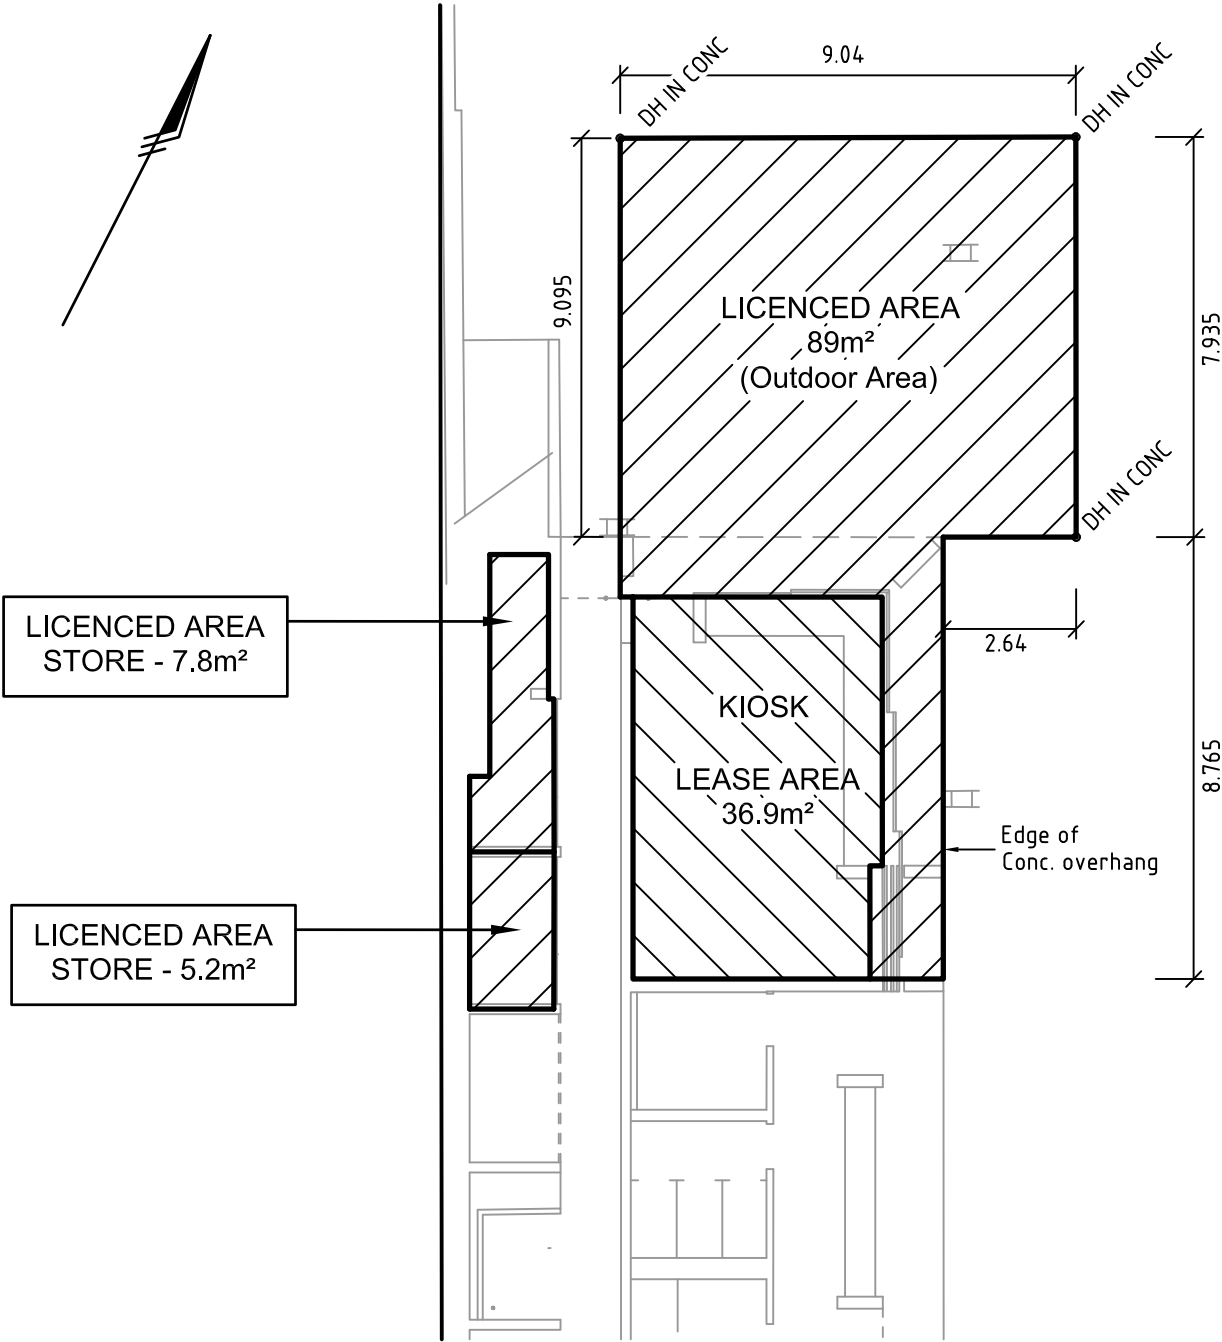 9.04
DH IN CONC
DH IN CONC
9.095
LICENCED AREA
89m²
(Outdoor Area)
7.935
DH IN CONC
LICENCED AREA
STORE - 7.8m²
2.64
KIOSK
LEASE AREA
36.9m²
8.765
Edge of
Conc. overhang
LICENCED AREA
STORE - 5.2m²